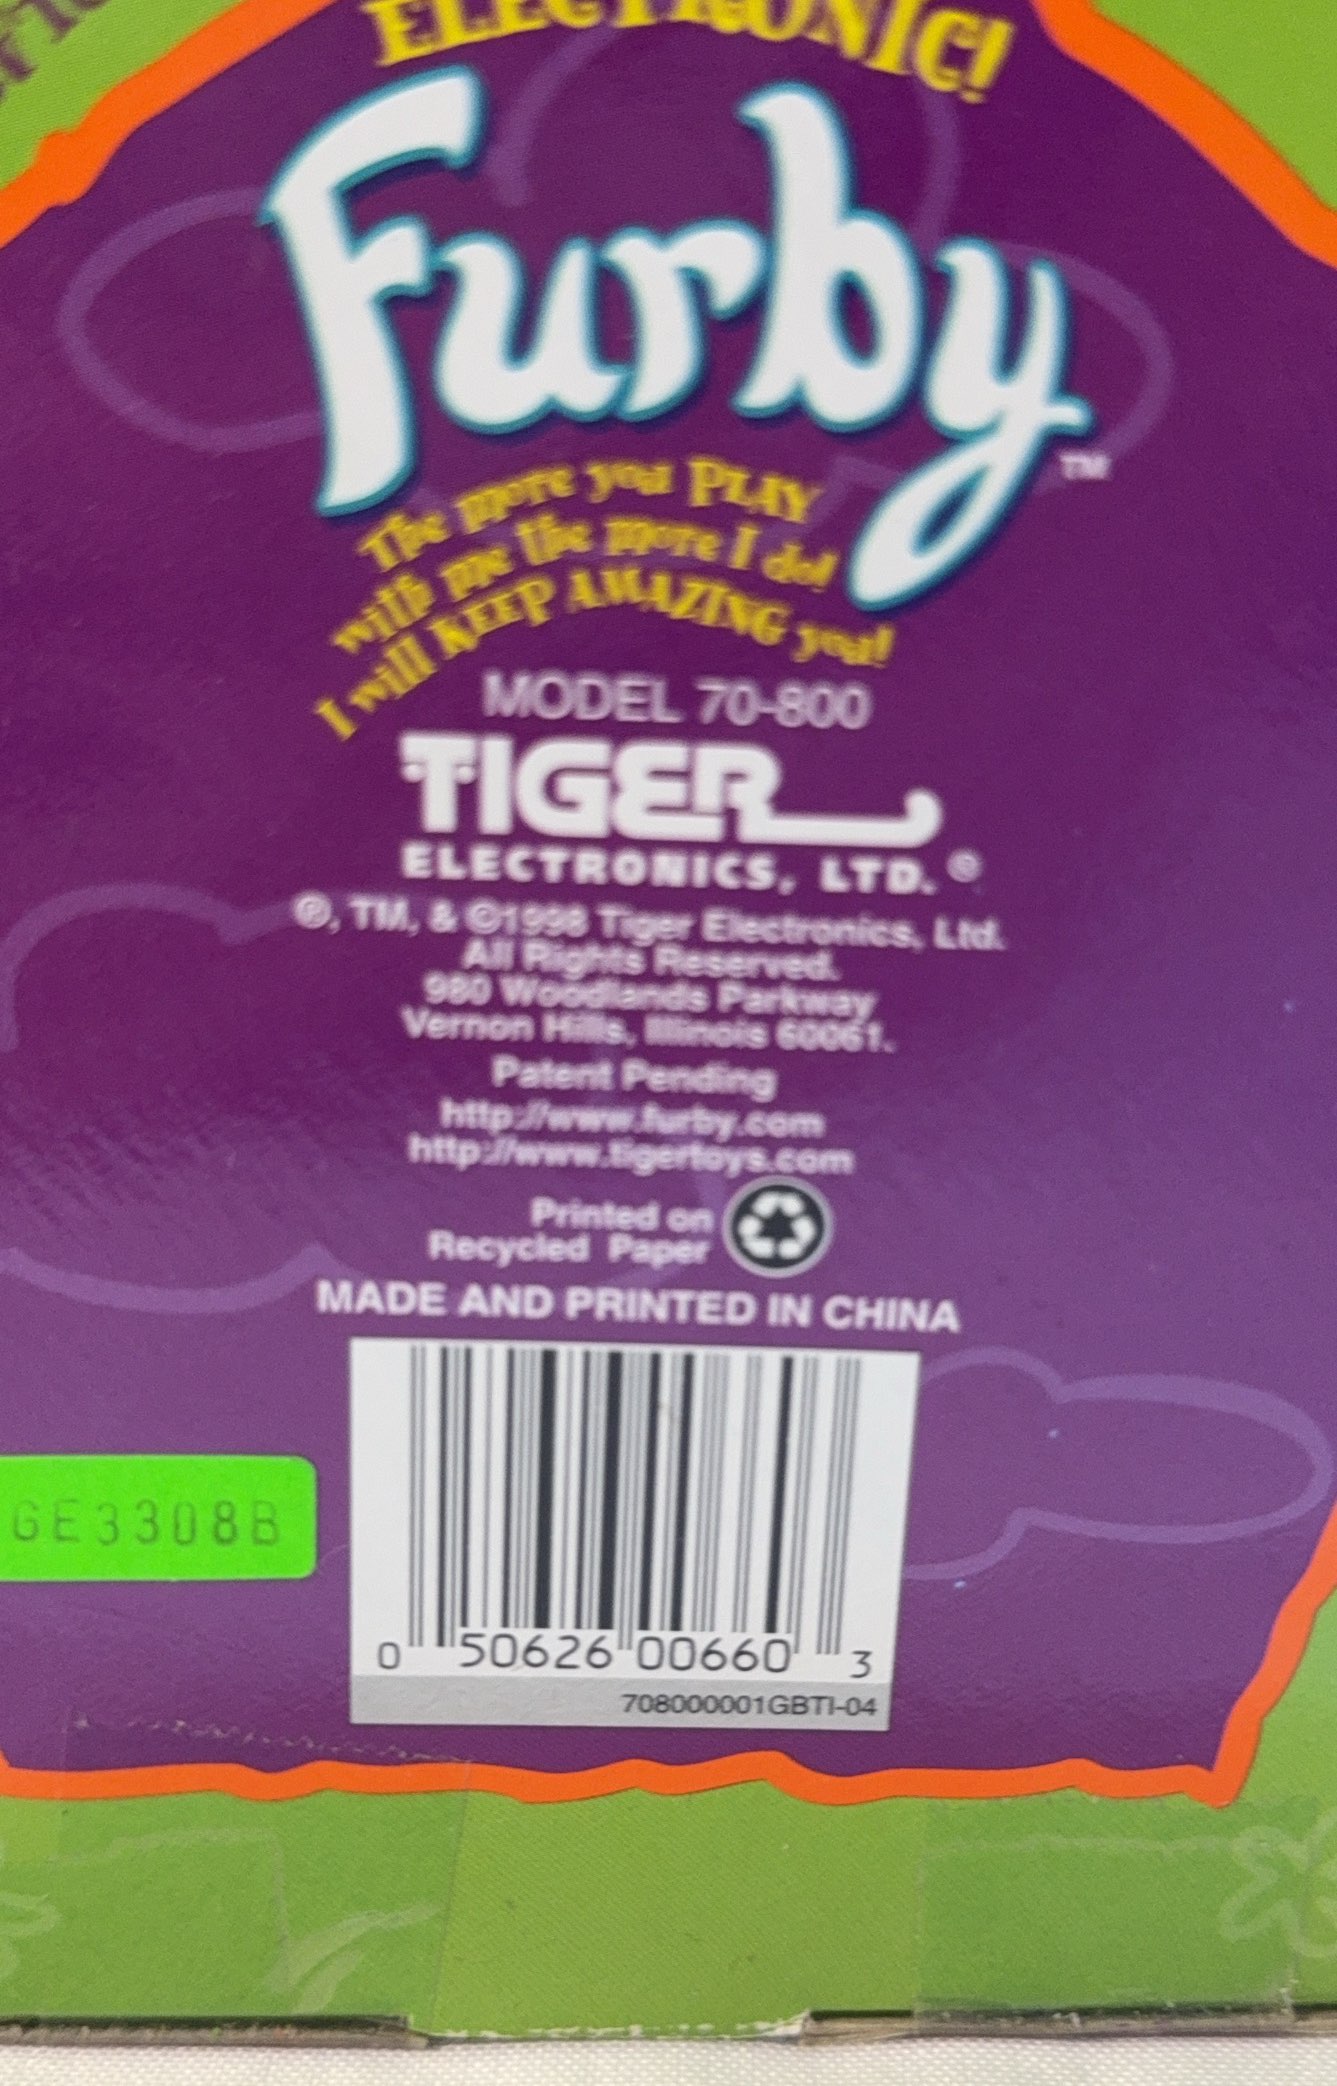 ELECTRONIC!
Furby
TM
The more you PLAY
with me the more I do!
I will KEEP AMAZING you!
MODEL 70-800
TIGER
ELECTRONICS, LTD.®
®, TM, & ©1998 Tiger Electronics, Ltd.
All Rights Reserved.
980 Woodlands Parkway
Vernon Hills, Illinois 60061.
Patent Pending
http://www.furby.com
http://www.tigertoys.com
Printed on
Recycled Paper
MADE AND PRINTED IN CHINA
GE3308B
0 50626 00660 3
708000001GBTI-04